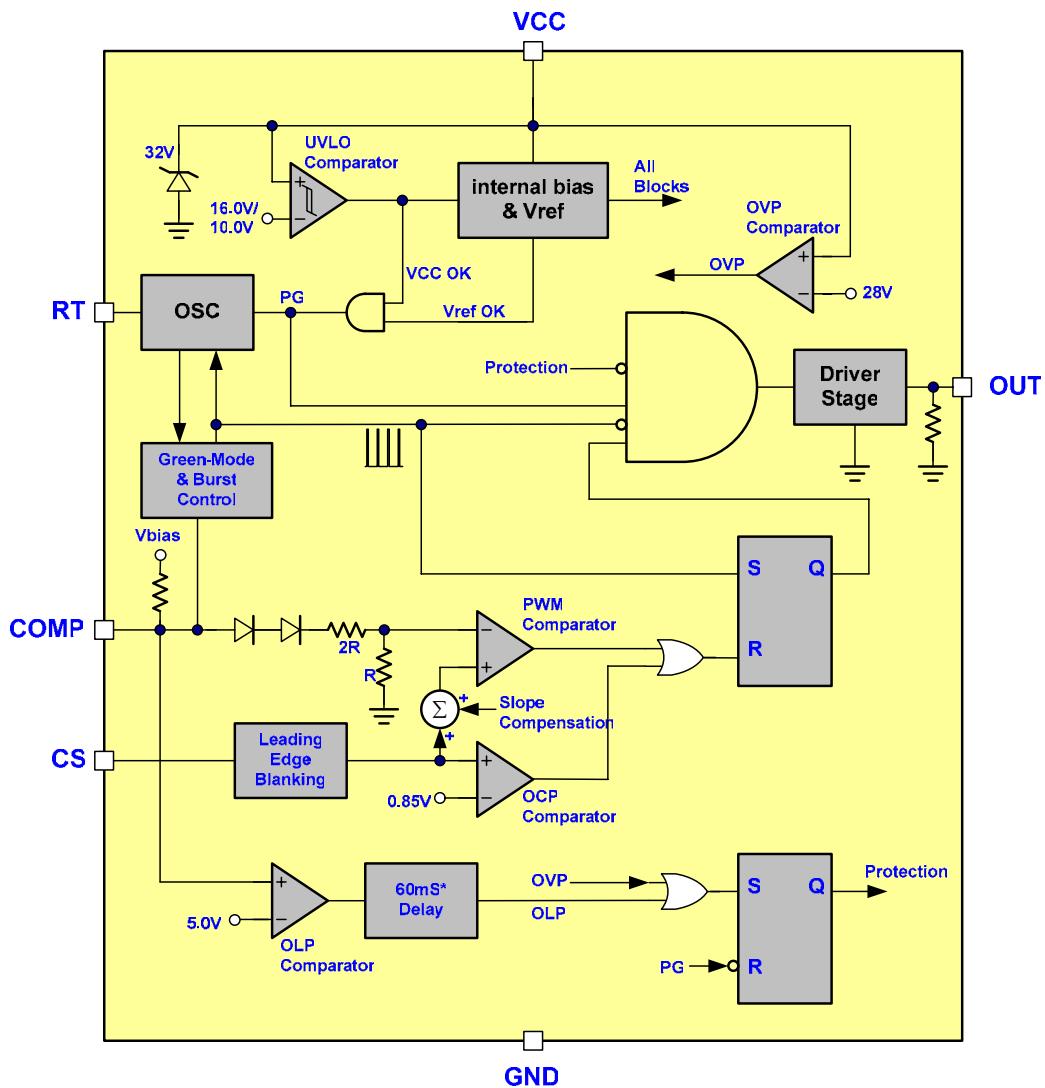 VCC
32V
UVLO
Comparator
16.0V/
10.0V
internal bias
& Vref
All
Blocks
OVP
Comparator
OVP
28V
VCC OK
Vref OK
RT
OSC
PG
Protection
Driver
Stage
OUT
Green-Mode
& Burst
Control
Vbias
COMP
2R
R
PWM
Comparator
S
Q
R
Σ
+
+
Slope
Compensation
CS
Leading
Edge
Blanking
0.85V
OCP
Comparator
60mS*
Delay
5.0V
OLP
Comparator
OVP
OLP
S
Q
Protection
PG
R
GND